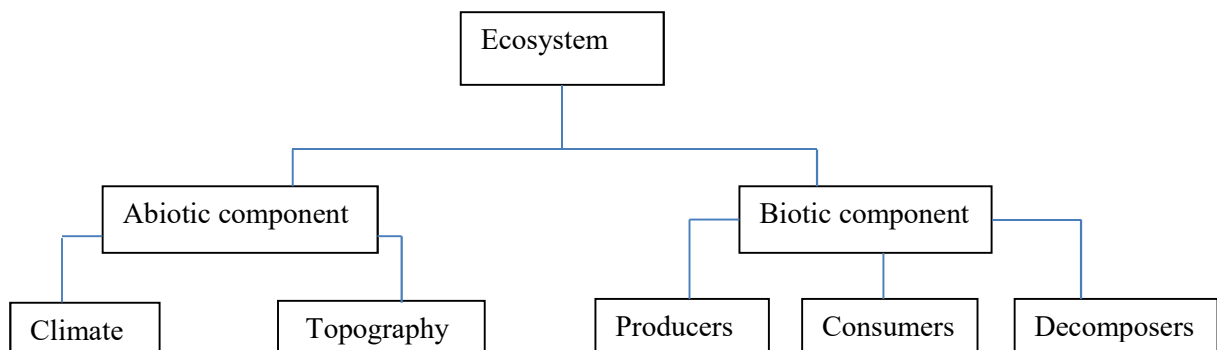 Ecosystem
Abiotic component
Biotic component
Climate
Topography
Producers
Consumers
Decomposers